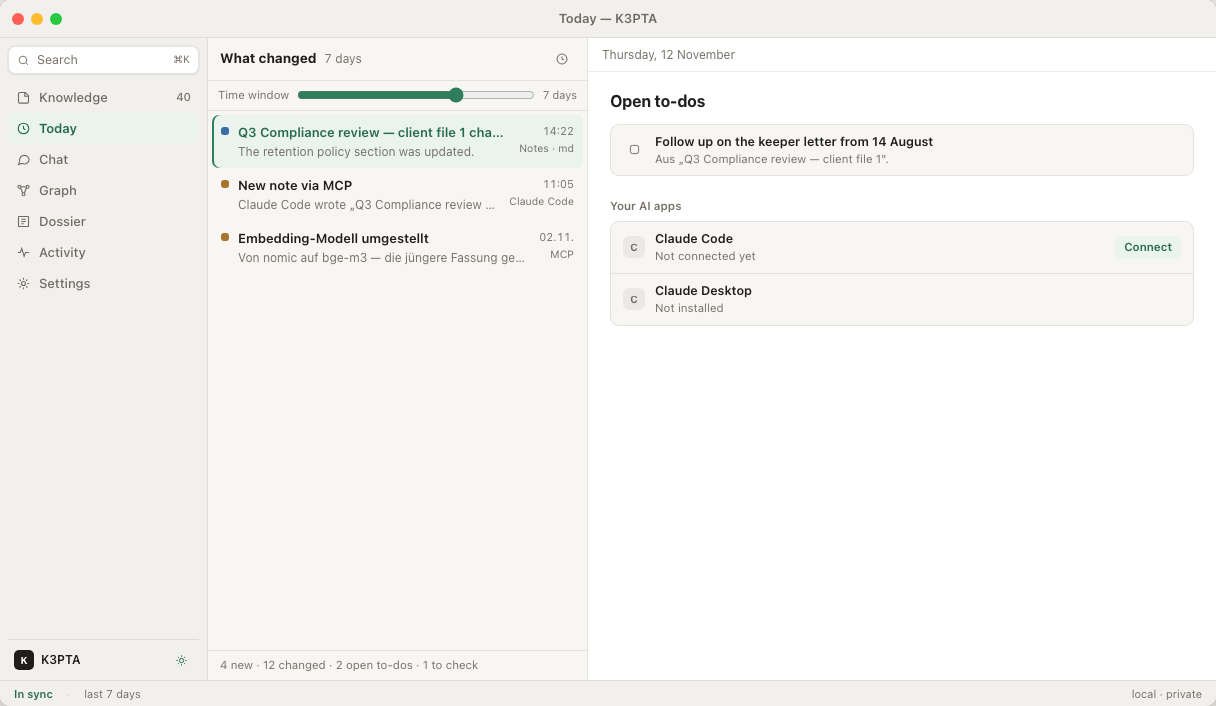 Today — K3PTA
Search ⌘K
Knowledge 40
Today
Chat
Graph
Dossier
Activity
Settings
K3PTA
What changed 7 days
Time window 7 days
Q3 Compliance review — client file 1 cha… 14:22
The retention policy section was updated. Notes · md
New note via MCP 11:05
Claude Code wrote „Q3 Compliance review … Claude Code
Embedding-Modell umgestellt 02.11.
Von nomic auf bge-m3 — die jüngere Fassung ge… MCP
4 new · 12 changed · 2 open to-dos · 1 to check
Thursday, 12 November
Open to-dos
Follow up on the keeper letter from 14 August
Aus „Q3 Compliance review — client file 1".
Your AI apps
C Claude Code
Not connected yet
Connect
C Claude Desktop
Not installed
In sync · last 7 days
local · private